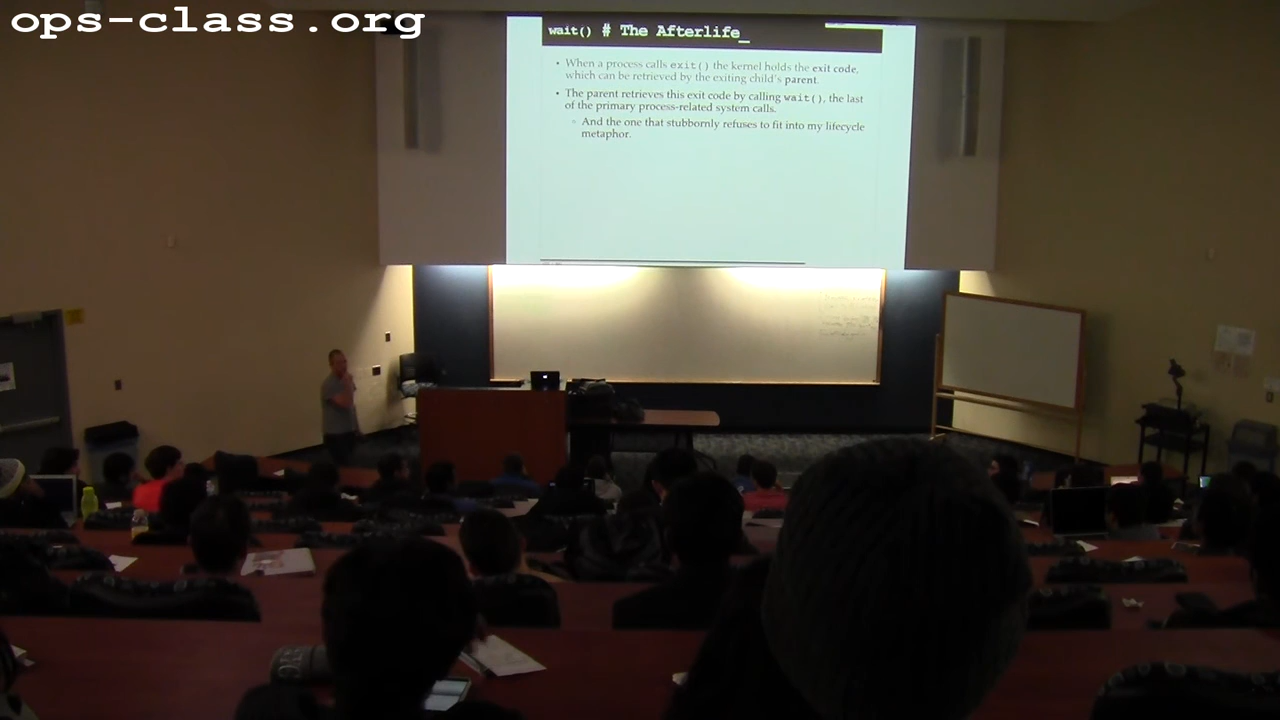 ops-class.org
wait() # The Afterlife_
• When a process calls exit() the kernel holds the exit code,
which can be retrieved by the exiting child's parent.
• The parent retrieves this exit code by calling wait(), the last
of the primary process-related system calls.
◦ And the one that stubbornly refuses to fit into my lifecycle
metaphor.